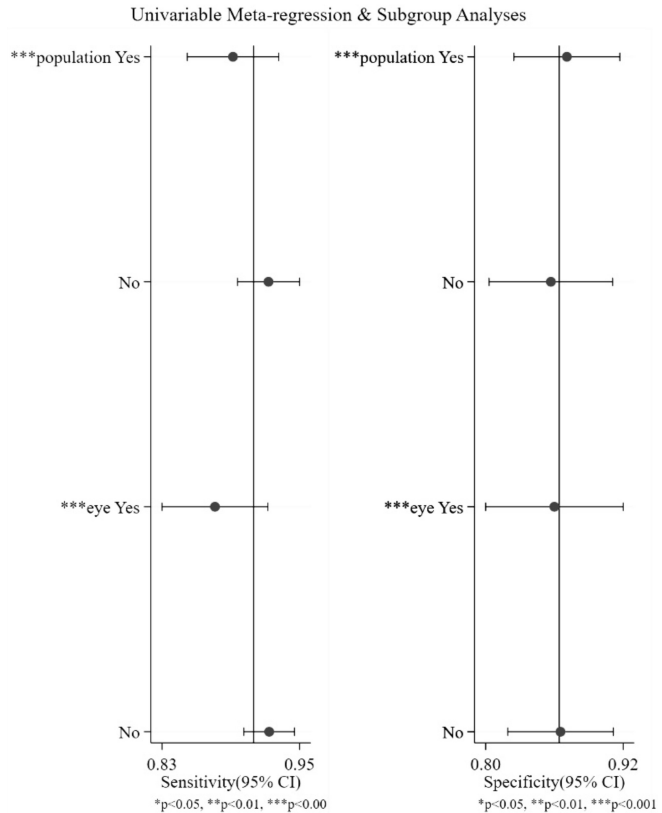 Univariable Meta-regression & Subgroup Analyses
***population Yes
No
***eye Yes
No
0.83 0.95
Sensitivity(95% CI)
*p<0.05, **p<0.01, ***p<0.00
***population Yes
No
***eye Yes
No
0.80 0.92
Specificity(95% CI)
*p<0.05, **p<0.01, ***p<0.001